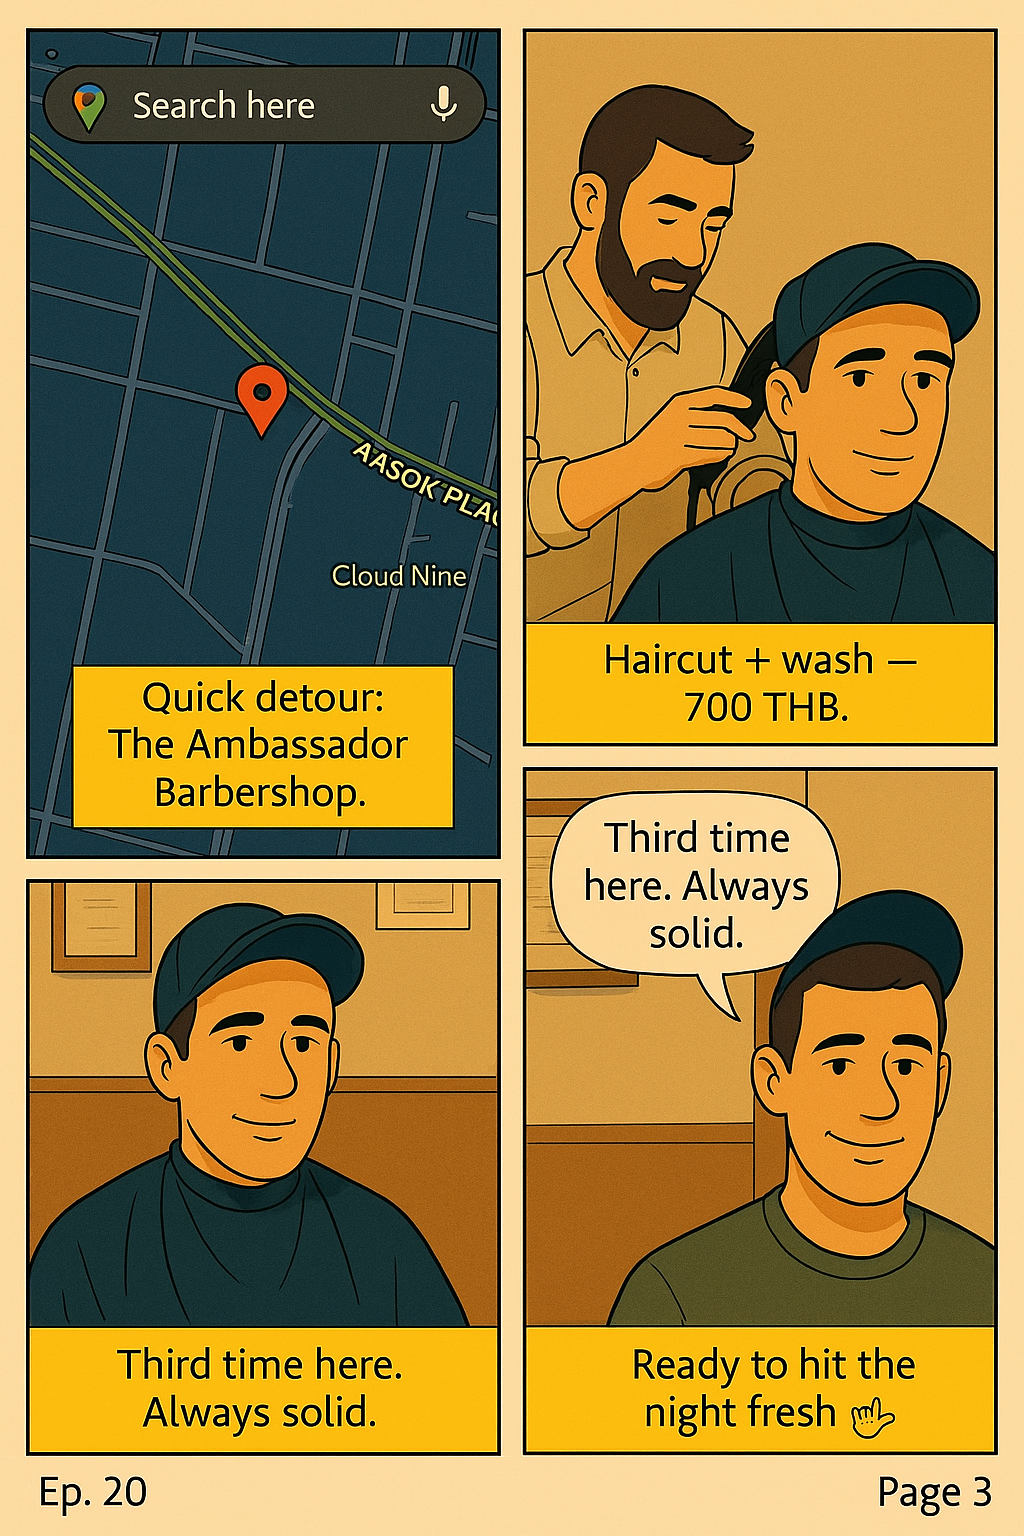 Search here
AASOK PLAC
Cloud Nine
Quick detour:
The Ambassador
Barbershop.
Haircut + wash —
700 THB.
Third time here.
Always solid.
Third time
here. Always
solid.
Ready to hit the
night fresh
Ep. 20
Page 3